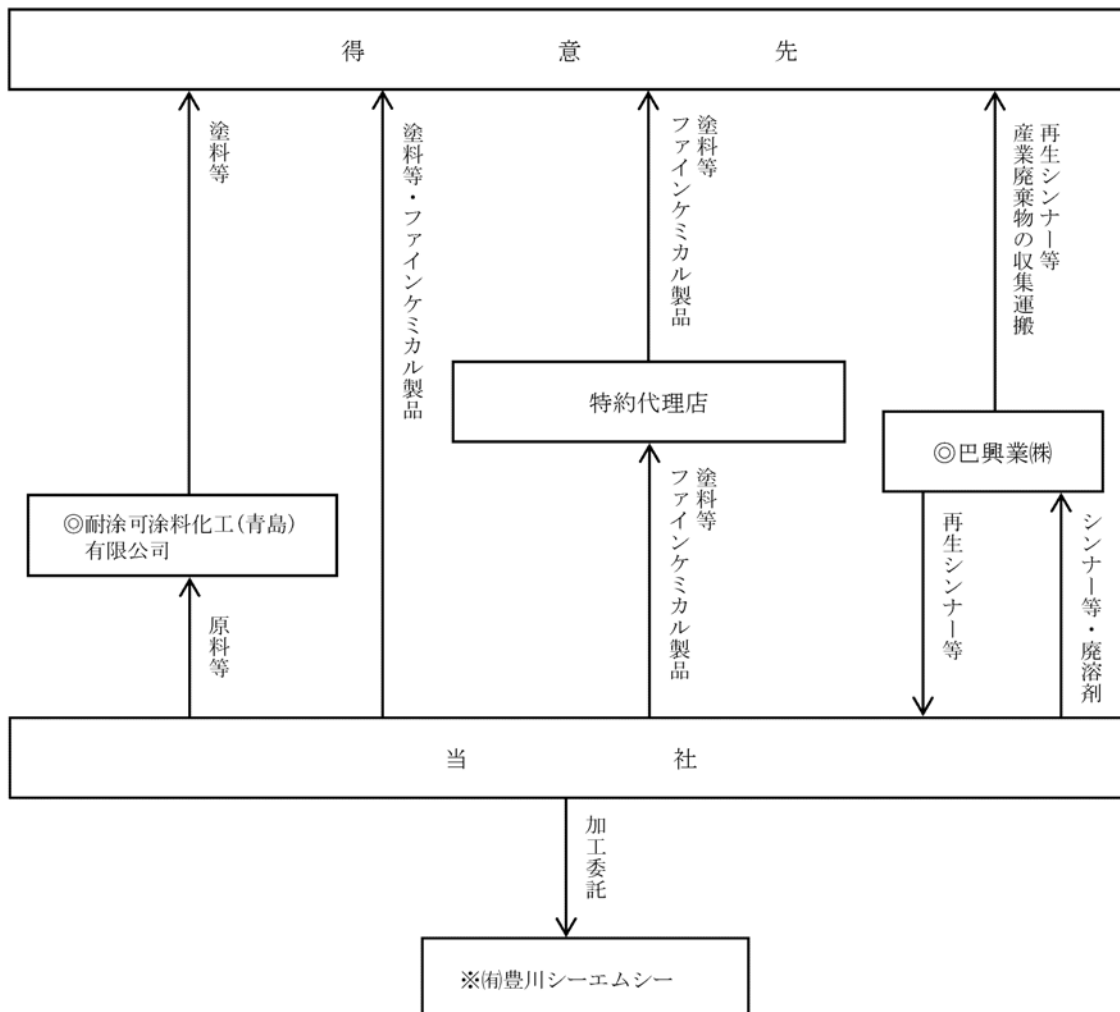 得意先
塗料等
塗料等・ファインケミカル製品
塗料等
ファインケミカル製品
再生シンナー等
産業廃棄物の収集運搬
特約代理店
◎巴興業㈱
◎耐涂可涂料化工(青島)
有限公司
原料等
塗料等
ファインケミカル製品
再生シンナー等
シンナー等・廃溶剤
当社
加工委託
※㈲豊川シーエムシー